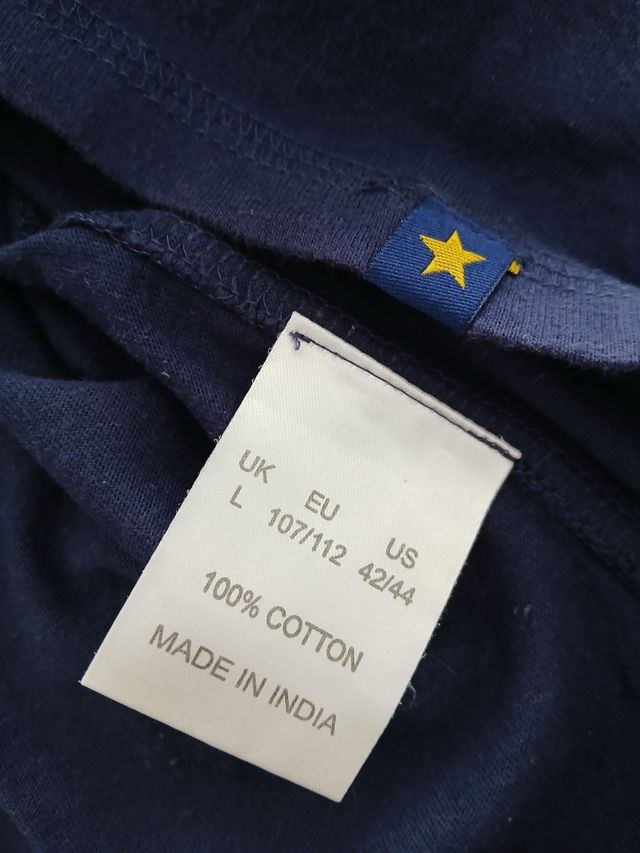 UK EU US
L 107/112 42/44
100% COTTON
MADE IN INDIA